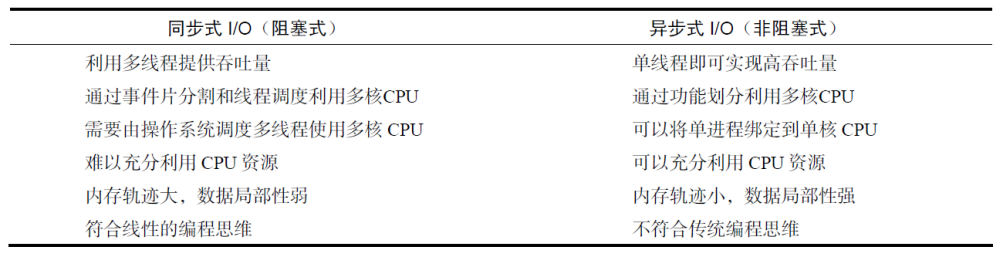 同步式 I/O（阻塞式） 异步式 I/O（非阻塞式）
利用多线程提供吞吐量 单线程即可实现高吞吐量
通过事件片分割和线程调度利用多核CPU 通过功能划分利用多核CPU
需要由操作系统调度多线程使用多核 CPU 可以将单进程绑定到单核 CPU
难以充分利用 CPU 资源 可以充分利用 CPU 资源
内存轨迹大，数据局部性弱 内存轨迹小，数据局部性强
符合线性的编程思维 不符合传统编程思维